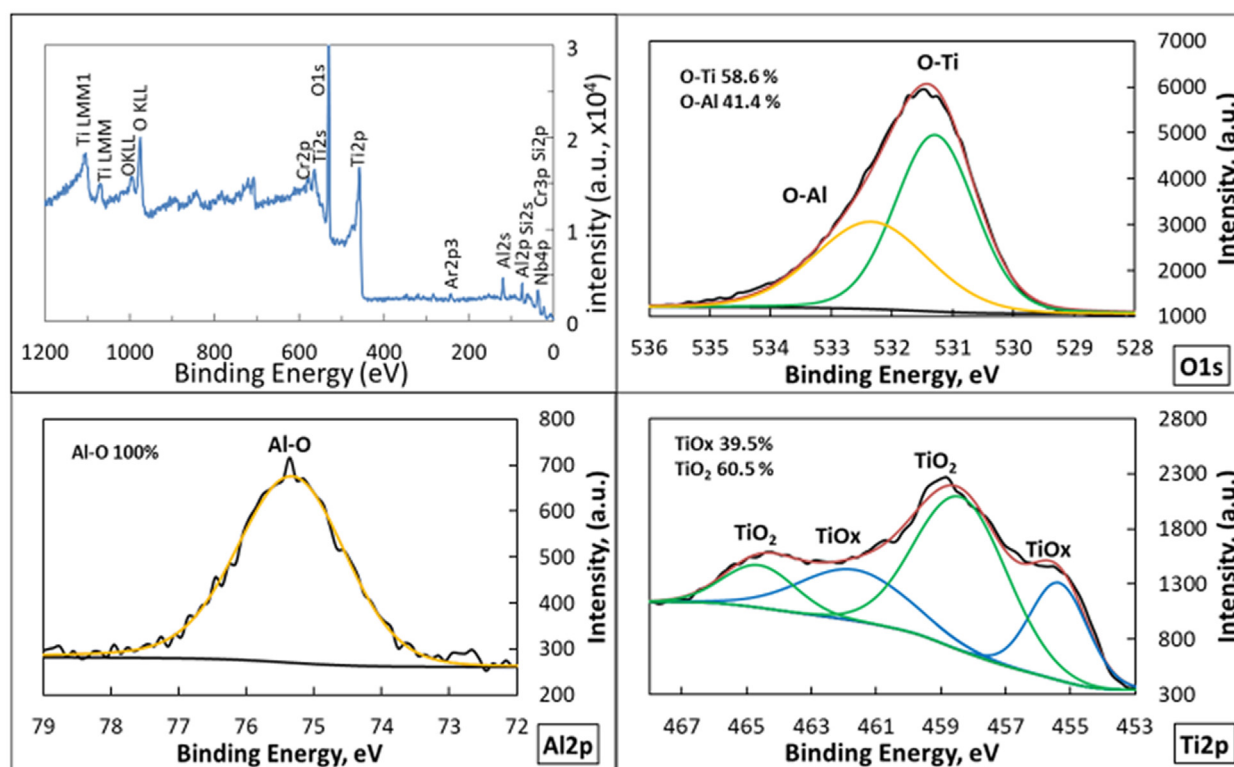 3
2
1
0
intensity (a.u., x10⁴)
Ti LMM1
Ti LMM
OKLL
O KLL
Cr2p
Ti2s
O1s
Ti2p
Ar2p3
Al2s
Al2p Si2s
Nb4p
Cr3p Si2p
1200 1000 800 600 400 200 0
Binding Energy (eV)
O-Ti 58.6 %
O-Al 41.4 %
O-Ti
O-Al
7000
6000
5000
4000
3000
2000
1000
Intensity, (a.u.)
536 535 534 533 532 531 530 529 528
Binding Energy, eV
O1s
Al-O 100%
Al-O
800
700
600
500
400
300
200
Intensity, (a.u.)
79 78 77 76 75 74 73 72
Binding Energy, eV
Al2p
TiOx 39.5%
TiO₂ 60.5 %
TiO₂
TiOx
TiO₂
TiOx
2800
2300
1800
1300
800
300
Intensity, (a.u.)
467 465 463 461 459 457 455 453
Binding Energy, eV
Ti2p